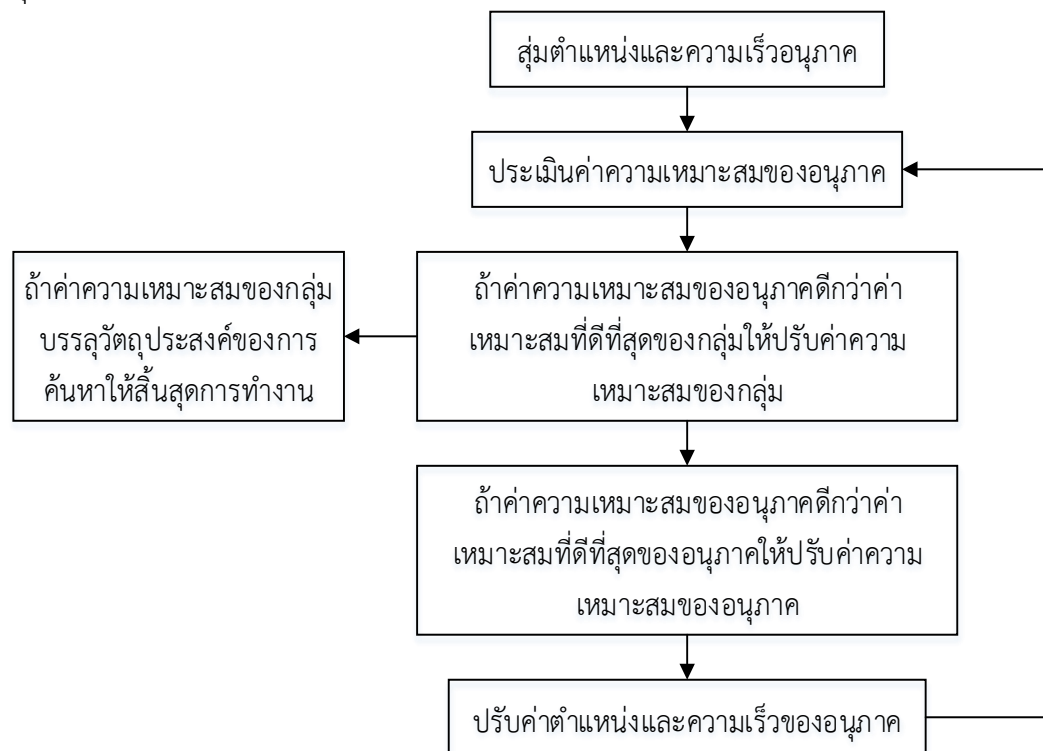 สุ่มตำแหน่งและความเร็วอนุภาค
ประเมินค่าความเหมาะสมของอนุภาค
ถ้าค่าความเหมาะสมของกลุ่ม
บรรลุวัตถุประสงค์ของการ
ค้นหาให้สิ้นสุดการทำงาน
ถ้าค่าความเหมาะสมของอนุภาคดีกว่าค่า
เหมาะสมที่ดีที่สุดของกลุ่มให้ปรับค่าความ
เหมาะสมของกลุ่ม
ถ้าค่าความเหมาะสมของอนุภาคดีกว่าค่า
เหมาะสมที่ดีที่สุดของอนุภาคให้ปรับค่าความ
เหมาะสมของอนุภาค
ปรับค่าตำแหน่งและความเร็วของอนุภาค